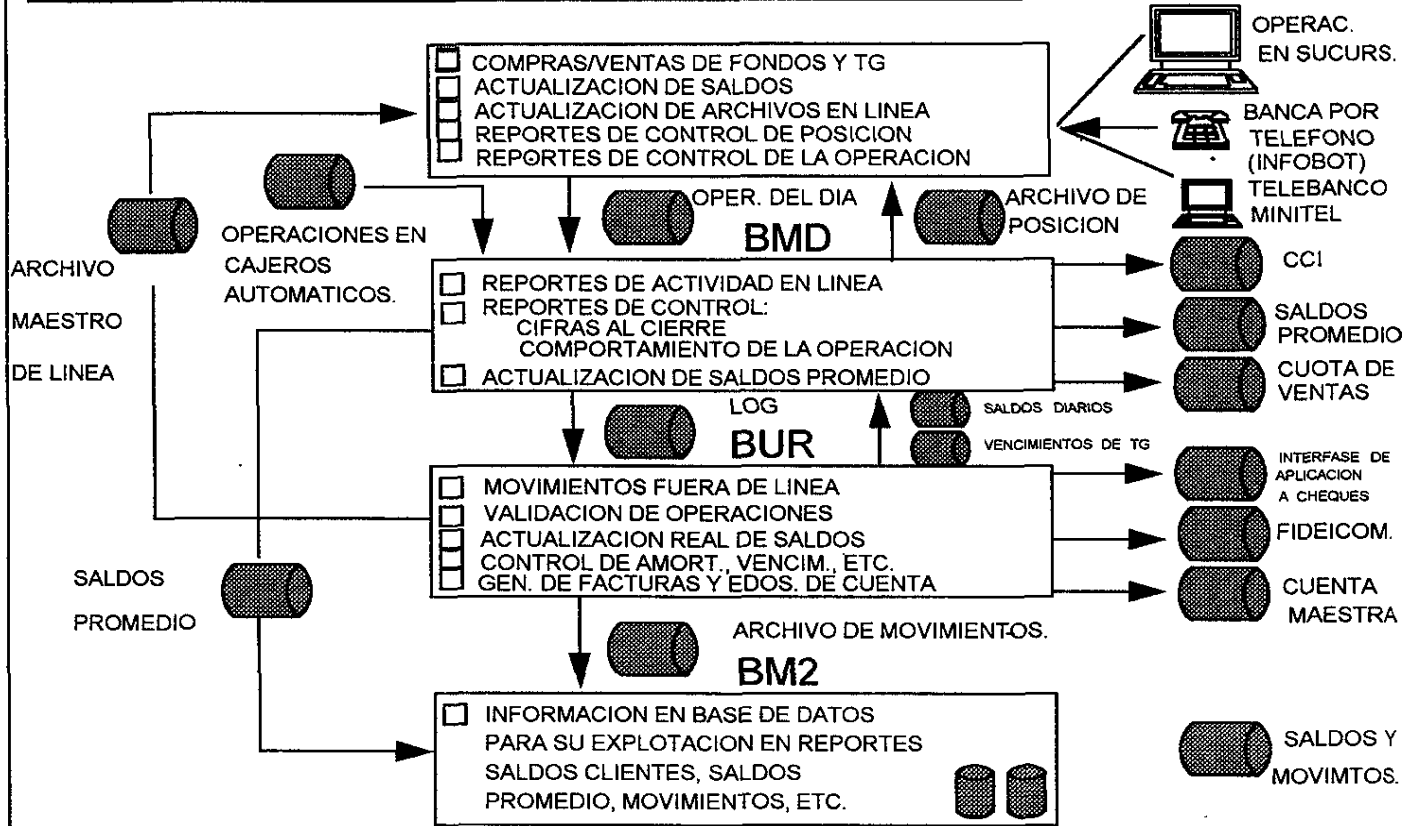 COMPRAS/VENTAS DE FONDOS Y TG
ACTUALIZACION DE SALDOS
ACTUALIZACION DE ARCHIVOS EN LINEA
REPORTES DE CONTROL DE POSICION
REPORTES DE CONTROL DE LA OPERACION
OPERAC.
EN SUCURS.
BANCA POR
TELEFONO
(INFOBOT)
TELEBANCO
MINITEL
OPER. DEL DIA
BMD
ARCHIVO DE
POSICION
OPERACIONES EN
CAJEROS
AUTOMATICOS.
ARCHIVO
MAESTRO
DE LINEA
REPORTES DE ACTIVIDAD EN LINEA
REPORTES DE CONTROL:
CIFRAS AL CIERRE
COMPORTAMIENTO DE LA OPERACION
ACTUALIZACION DE SALDOS PROMEDIO
CCI
SALDOS
PROMEDIO
CUOTA DE
VENTAS
LOG
BUR
SALDOS DIARIOS
VENCIMIENTOS DE TG
MOVIMIENTOS FUERA DE LINEA
VALIDACION DE OPERACIONES
ACTUALIZACION REAL DE SALDOS
CONTROL DE AMORT., VENCIM., ETC.
GEN. DE FACTURAS Y EDOS. DE CUENTA
INTERFASE DE
APLICACION
A CHEQUES
FIDEICOM.
CUENTA
MAESTRA
SALDOS
PROMEDIO
ARCHIVO DE MOVIMIENTOS.
BM2
INFORMACION EN BASE DE DATOS
PARA SU EXPLOTACION EN REPORTES
SALDOS CLIENTES, SALDOS
PROMEDIO, MOVIMIENTOS, ETC.
SALDOS Y
MOVIMTOS.